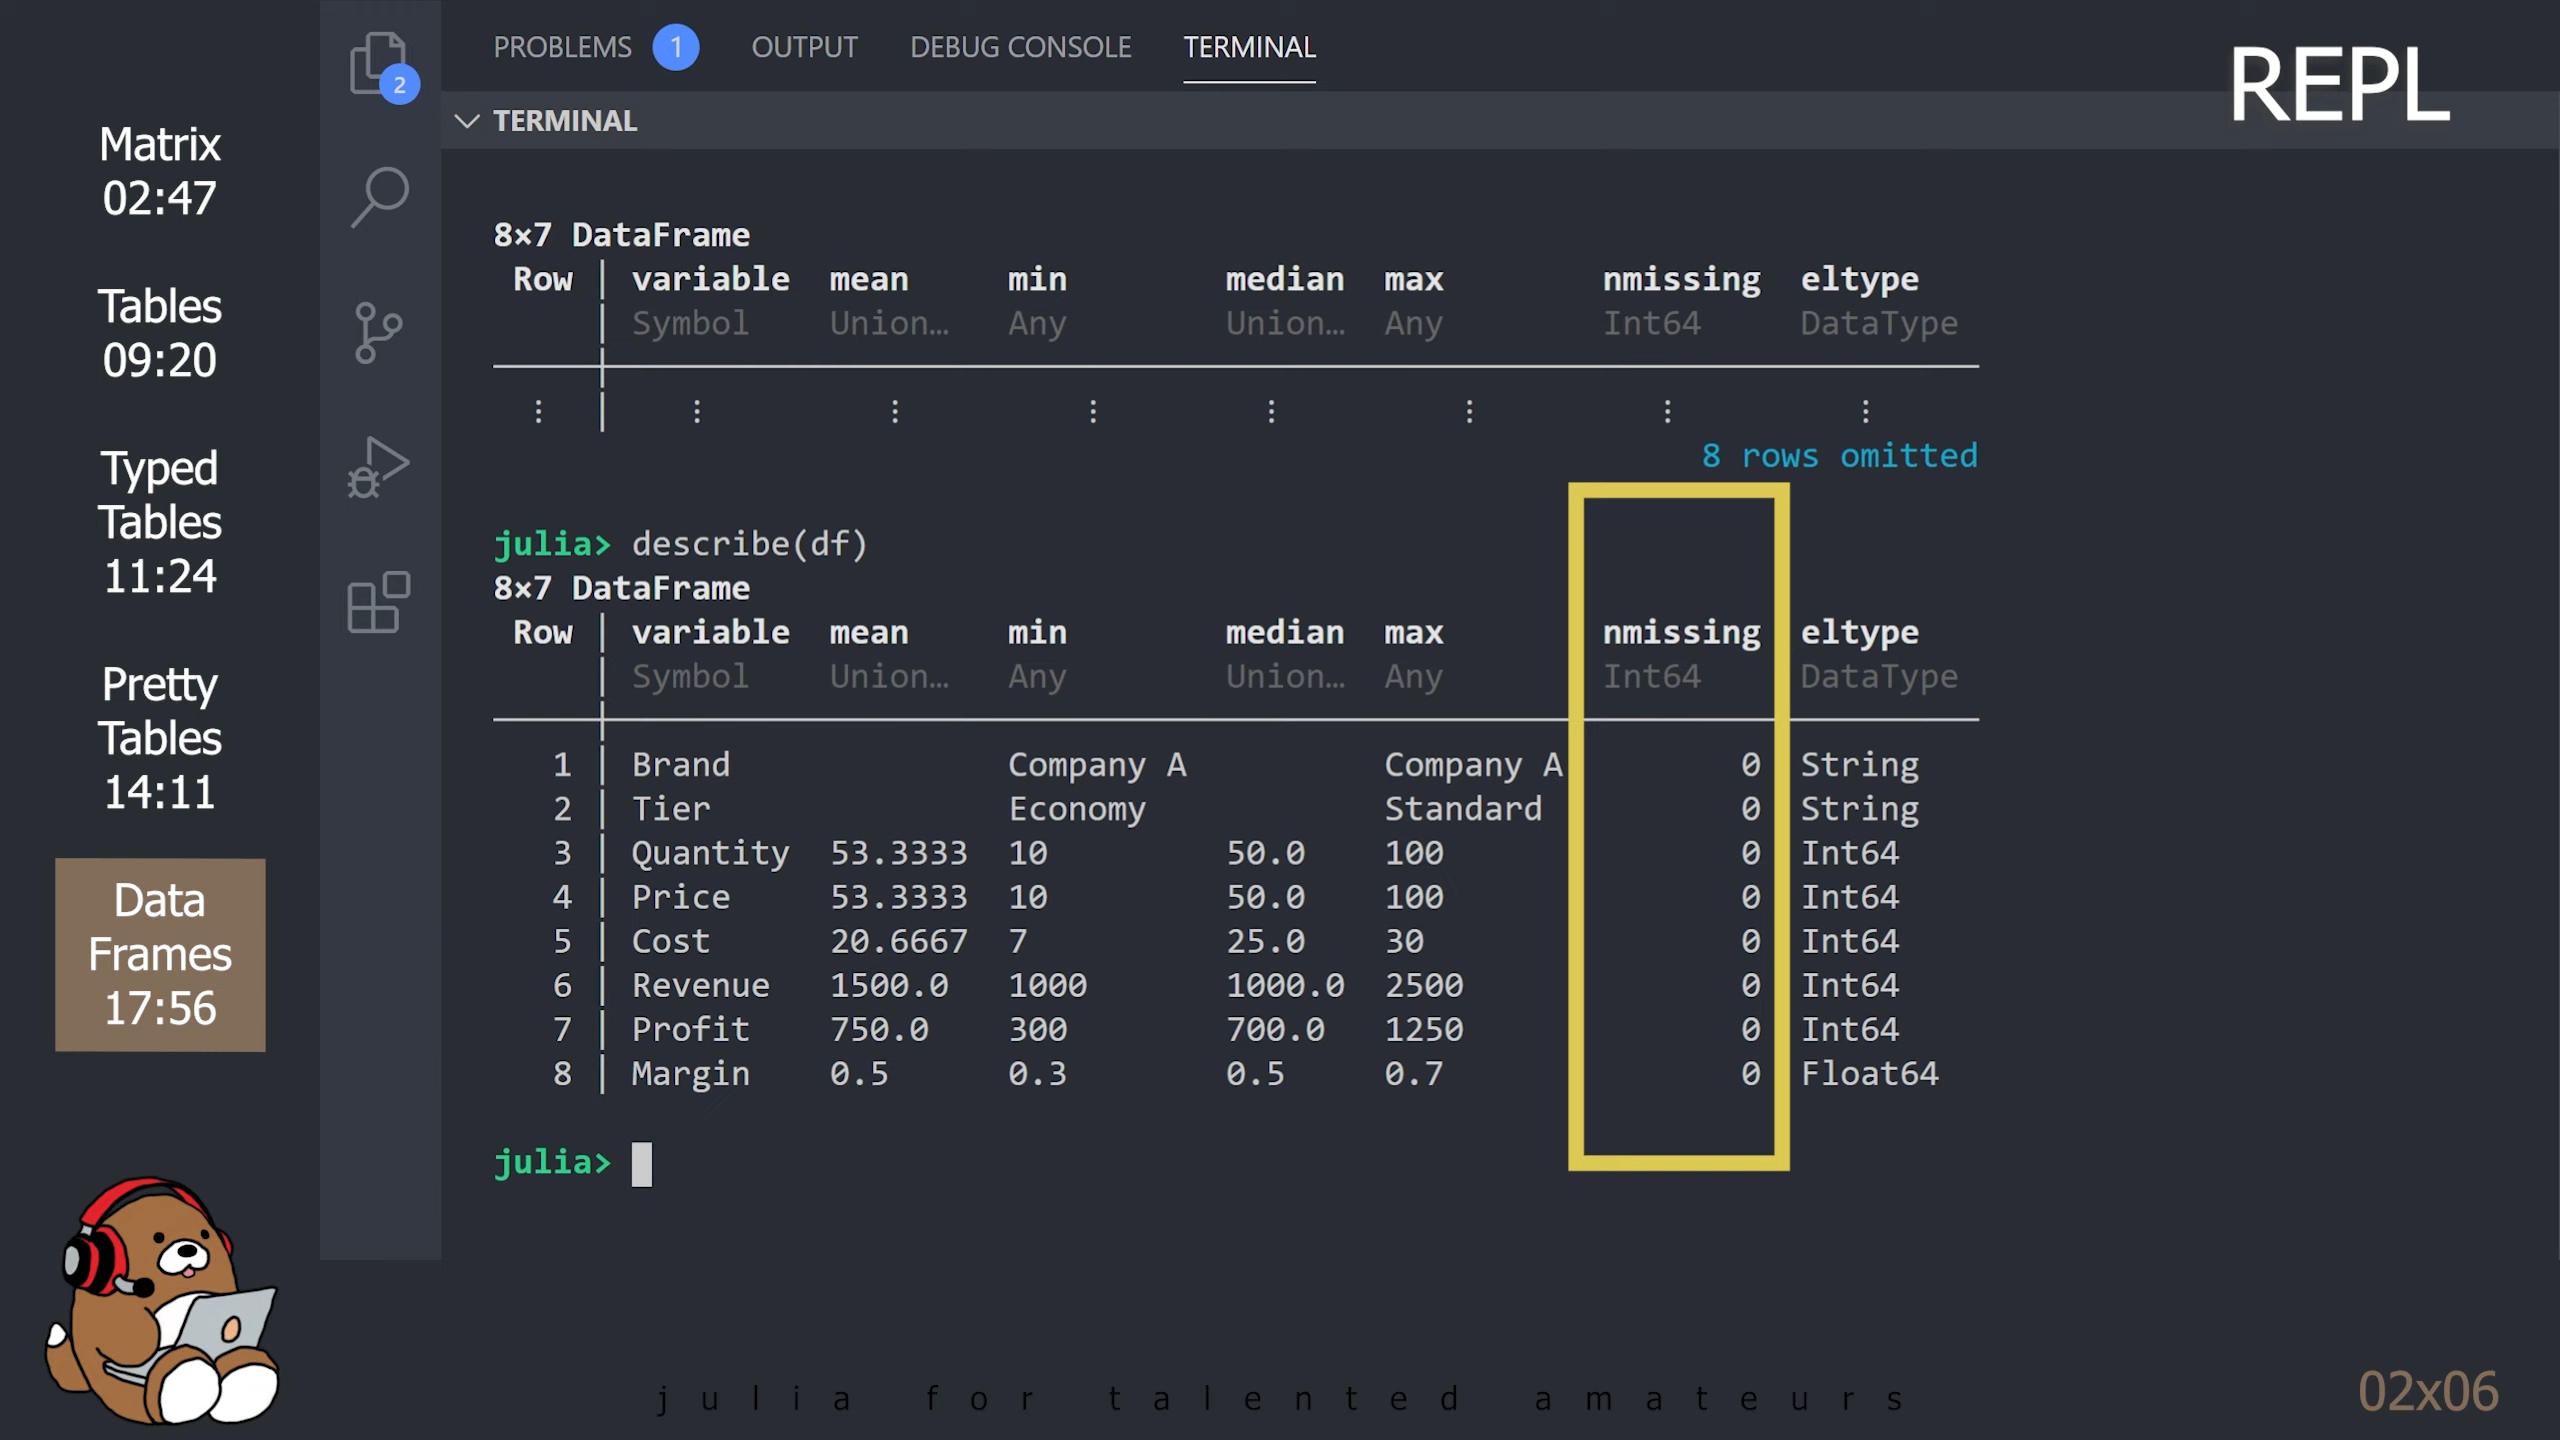 PROBLEMS 1 OUTPUT DEBUG CONSOLE TERMINAL
REPL
2
TERMINAL
Matrix
02:47
Tables
09:20
Typed
Tables
11:24
Pretty
Tables
14:11
Data
Frames
17:56
8×7 DataFrame
Row │ variable mean min median max nmissing eltype
│ Symbol Union… Any Union… Any Int64 DataType
⋮ │ ⋮ ⋮ ⋮ ⋮ ⋮ ⋮ ⋮
8 rows omitted
julia> describe(df)
8×7 DataFrame
Row │ variable mean min median max nmissing eltype
│ Symbol Union… Any Union… Any Int64 DataType
1 │ Brand Company A Company A 0 String
2 │ Tier Economy Standard 0 String
3 │ Quantity 53.3333 10 50.0 100 0 Int64
4 │ Price 53.3333 10 50.0 100 0 Int64
5 │ Cost 20.6667 7 25.0 30 0 Int64
6 │ Revenue 1500.0 1000 1000.0 2500 0 Int64
7 │ Profit 750.0 300 700.0 1250 0 Int64
8 │ Margin 0.5 0.3 0.5 0.7 0 Float64
julia>
julia for talented amateurs
02x06